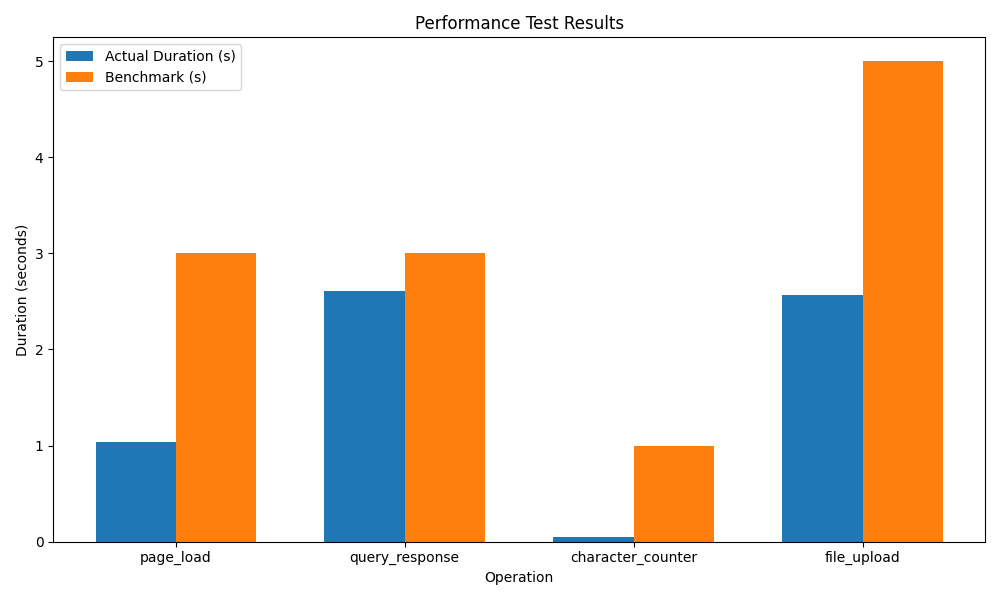 Performance Test Results
Actual Duration (s)
Benchmark (s)
Duration (seconds)
5
4
3
2
1
0
page_load
query_response
character_counter
file_upload
Operation